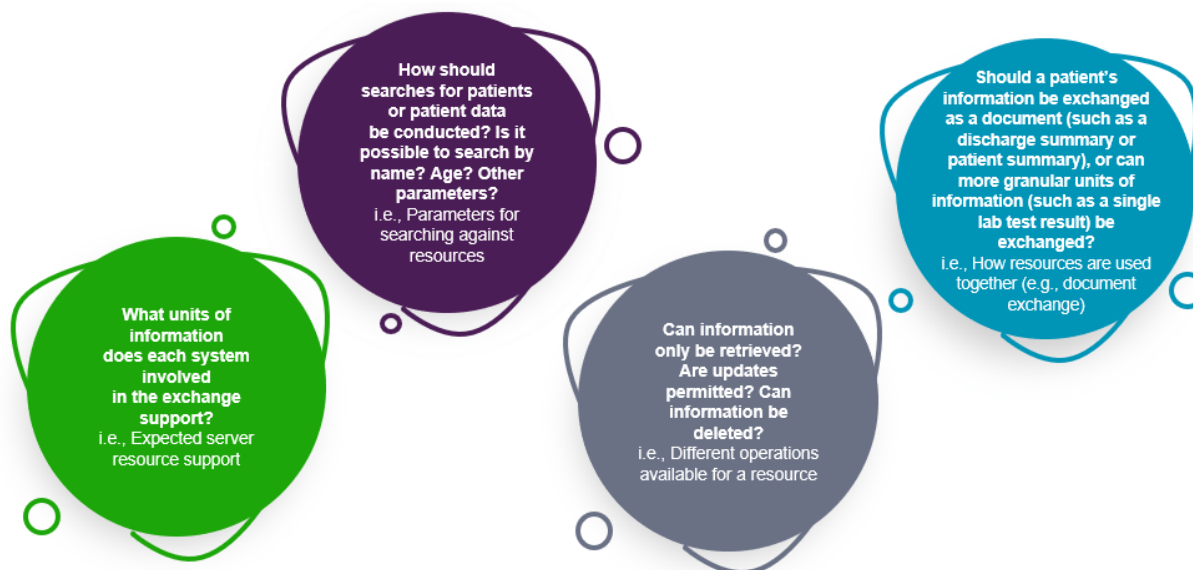 What units of
information
does each system
involved
in the exchange
support?
i.e., Expected server
resource support
How should
searches for patients
or patient data
be conducted? Is it
possible to search by
name? Age? Other
parameters?
i.e., Parameters for
searching against
resources
Can information
only be retrieved?
Are updates
permitted? Can
information be
deleted?
i.e., Different operations
available for a resource
Should a patient’s
information be exchanged
as a document (such as a
discharge summary or
patient summary), or can
more granular units of
information (such as a single
lab test result) be
exchanged?
i.e., How resources are used
together (e.g., document
exchange)